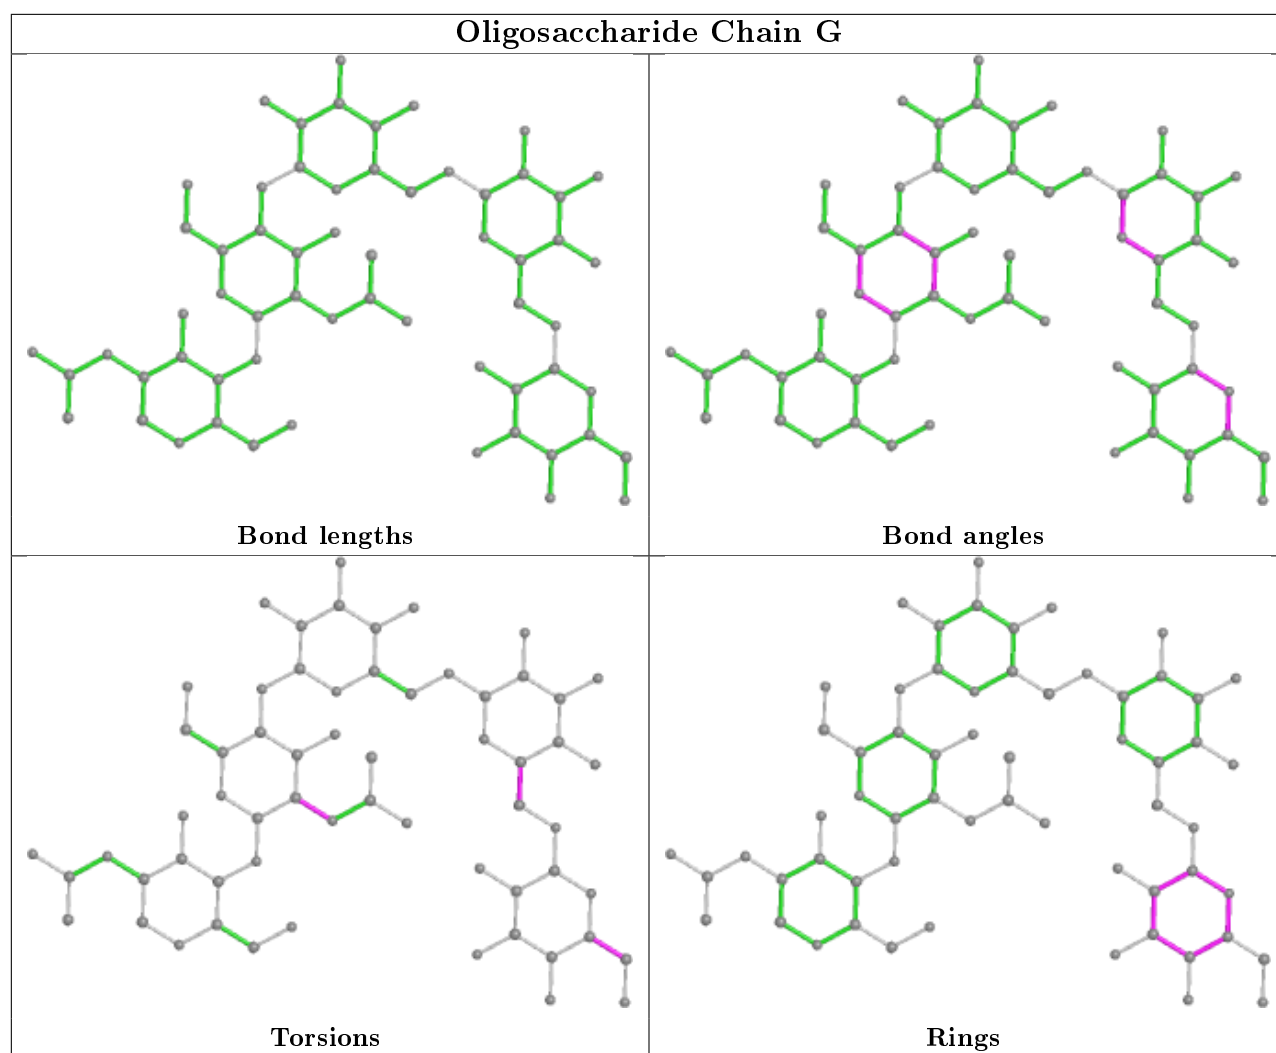 Oligosaccharide Chain G
Bond lengths
Bond angles
Torsions
Rings